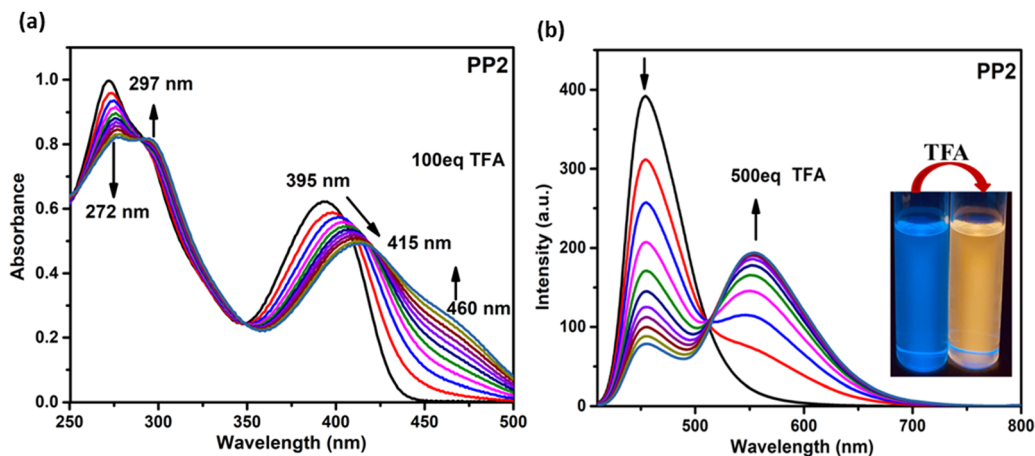 (a)
PP2
297 nm
272 nm
100eq TFA
395 nm
415 nm
460 nm
Absorbance
1.0
0.8
0.6
0.4
0.2
0.0
250 300 350 400 450 500
Wavelength (nm)
(b)
PP2
500eq TFA
TFA
Intensity (a.u.)
400
300
200
100
0
500 600 700 800
Wavelength (nm)